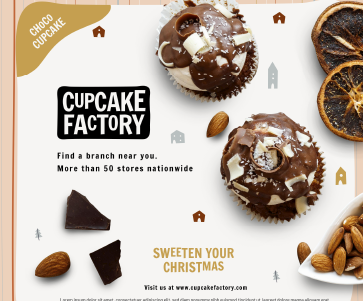 CHOCO
CUPCAKE
CUPCAKE
FACTORY
Find a branch near you.
More than 50 stores nationwide
SWEETEN YOUR
CHRISTMAS
Visit us at www.cupcakefactory.com